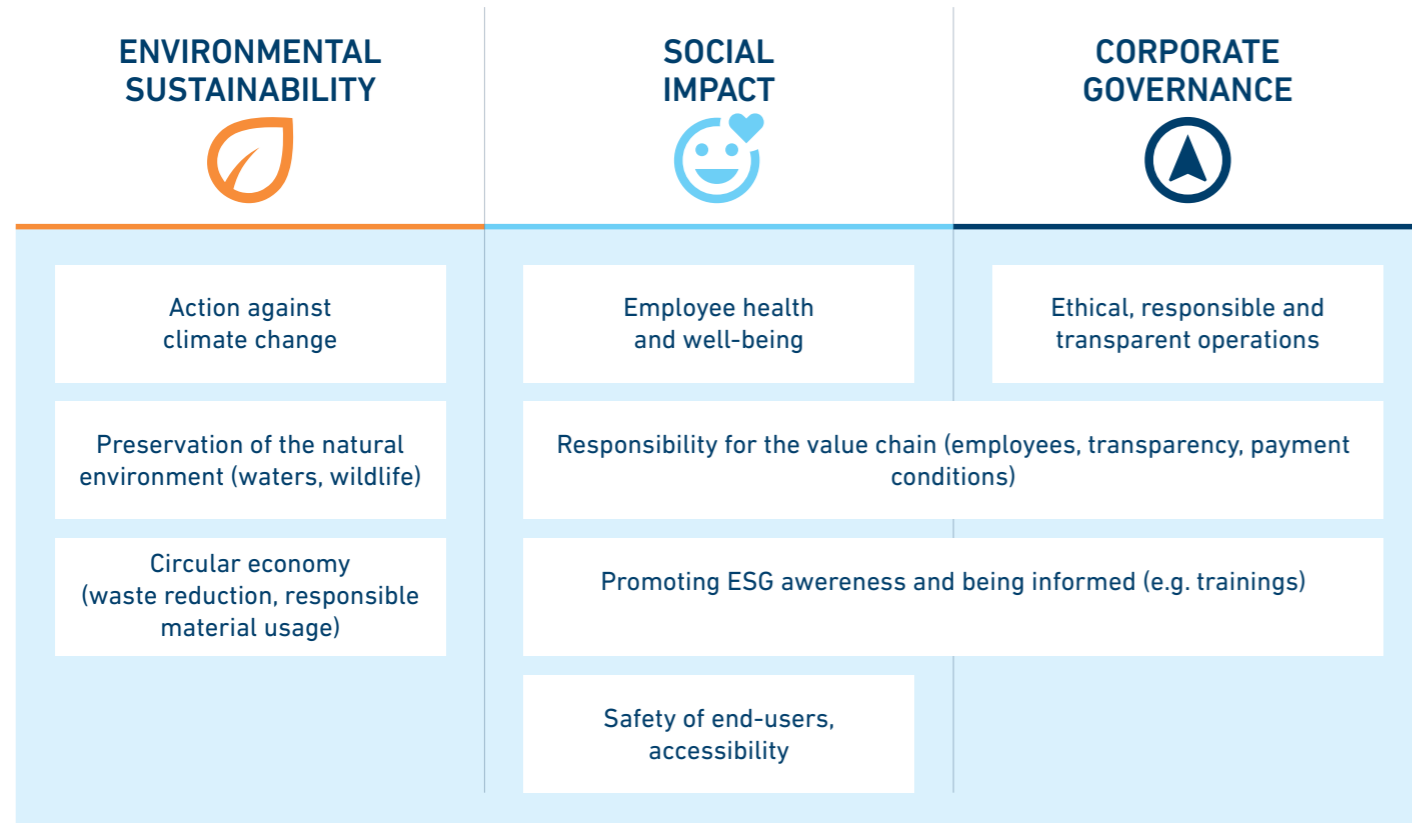 ENVIRONMENTAL
SUSTAINABILITY
SOCIAL
IMPACT
CORPORATE
GOVERNANCE
Action against
climate change
Employee health
and well-being
Ethical, responsible and
transparent operations
Preservation of the natural
environment (waters, wildlife)
Responsibility for the value chain (employees, transparency, payment
conditions)
Circular economy
(waste reduction, responsible
material usage)
Promoting ESG awereness and being informed (e.g. trainings)
Safety of end-users,
accessibility